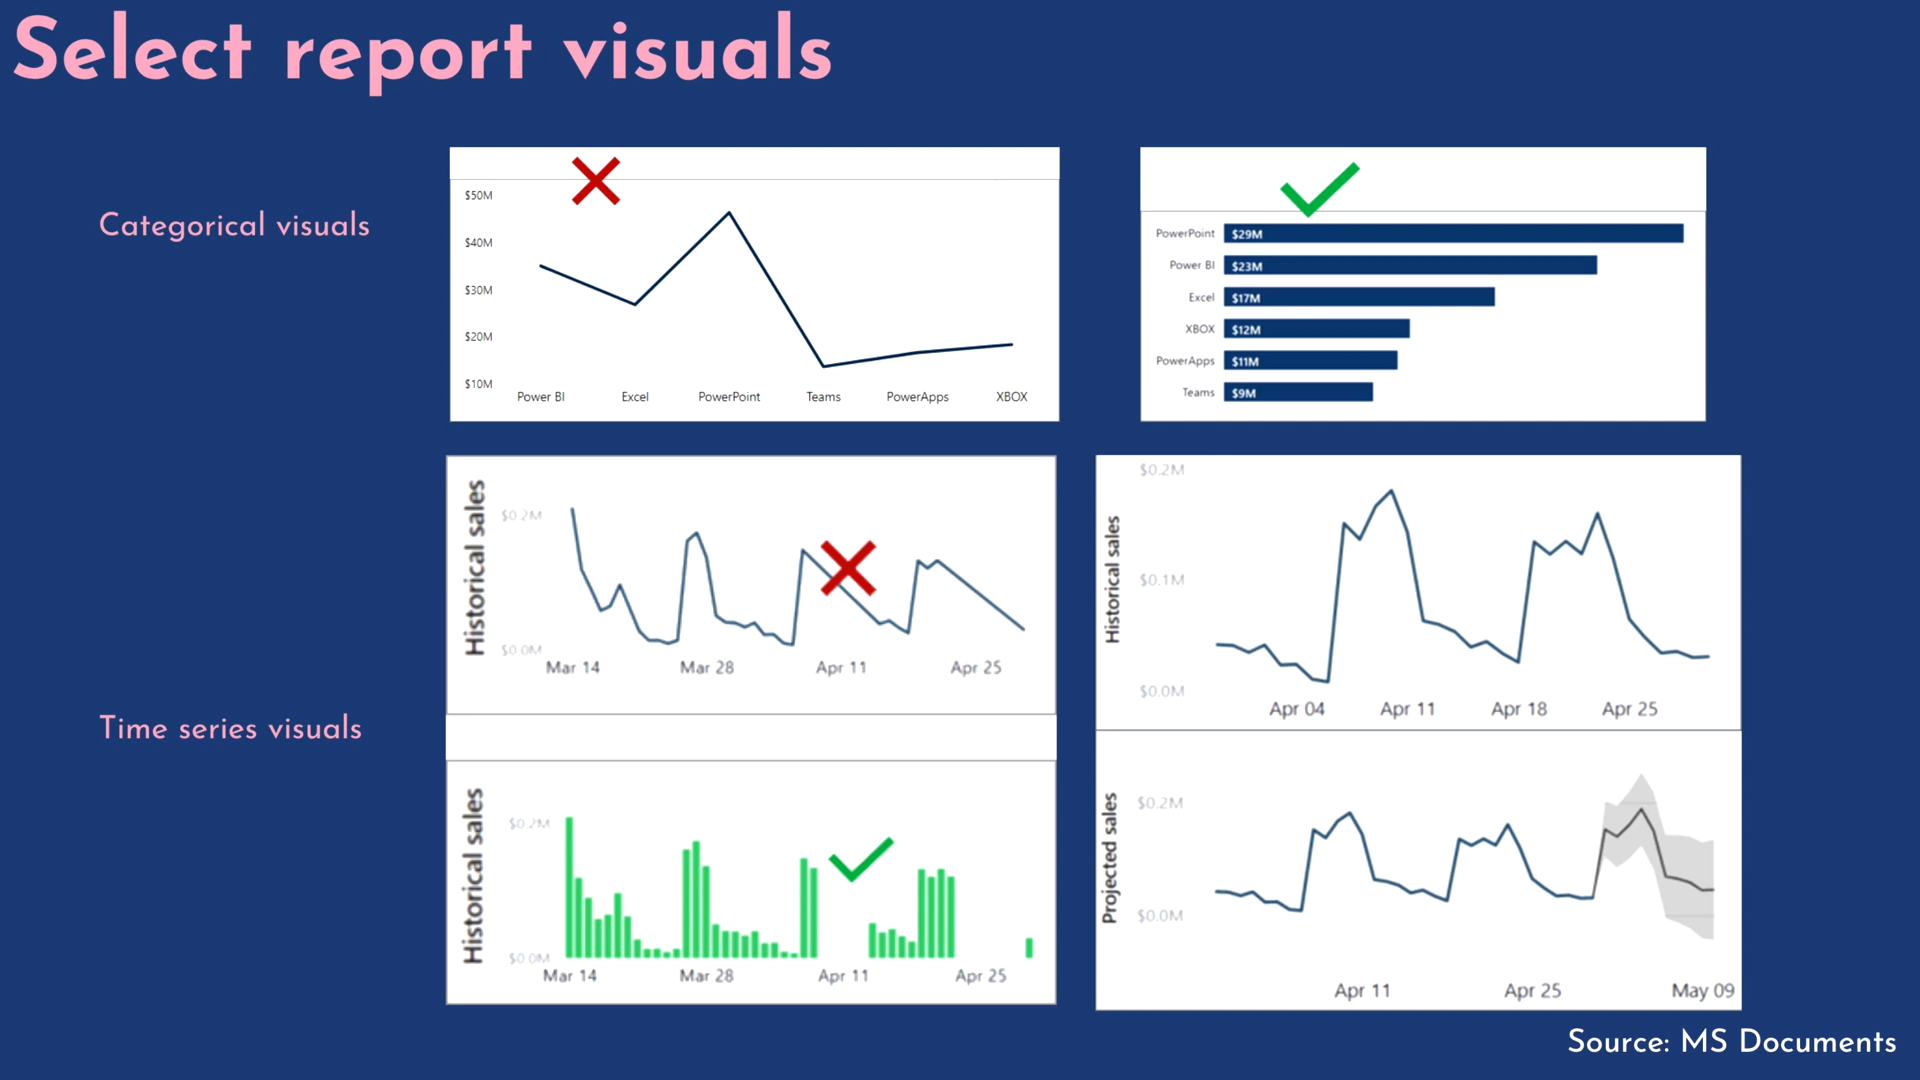 Select report visuals
Categorical visuals
$50M
$40M
$30M
$20M
$10M
Power BI Excel PowerPoint Teams PowerApps XBOX
PowerPoint $29M
Power BI $23M
Excel $17M
XBOX $12M
PowerApps $11M
Teams $9M
Time series visuals
Historical sales
$0.2M
$0.0M
Mar 14 Mar 28 Apr 11 Apr 25
Historical sales
$0.2M
$0.1M
$0.0M
Apr 04 Apr 11 Apr 18 Apr 25
Historical sales
$0.2M
$0.0M
Mar 14 Mar 28 Apr 11 Apr 25
Projected sales
$0.2M
$0.0M
Apr 11 Apr 25 May 09
Source: MS Documents